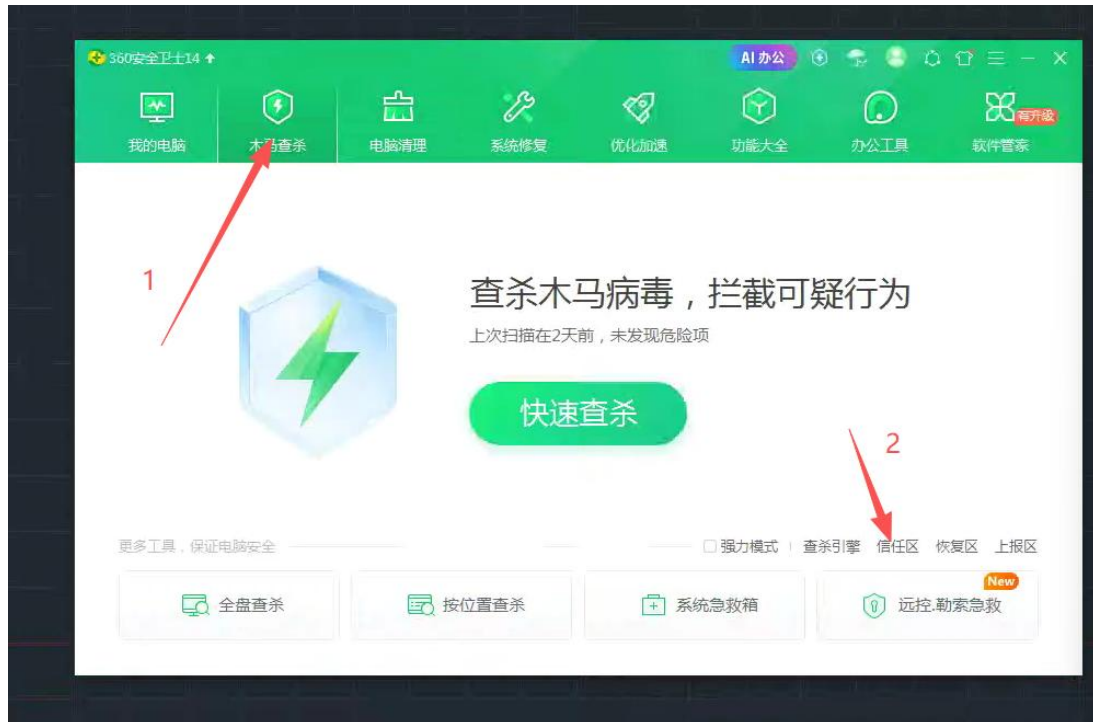 360安全卫士14
AI 办公
我的电脑
木马查杀
电脑清理
系统修复
优化加速
功能大全
办公工具
软件管家
有升级
1
查杀木马病毒，拦截可疑行为
上次扫描在2天前，未发现危险项
快速查杀
2
更多工具，保证电脑安全
强力模式
查杀引擎
信任区
恢复区
上报区
全盘查杀
按位置查杀
系统急救箱
New
远控.勒索急救